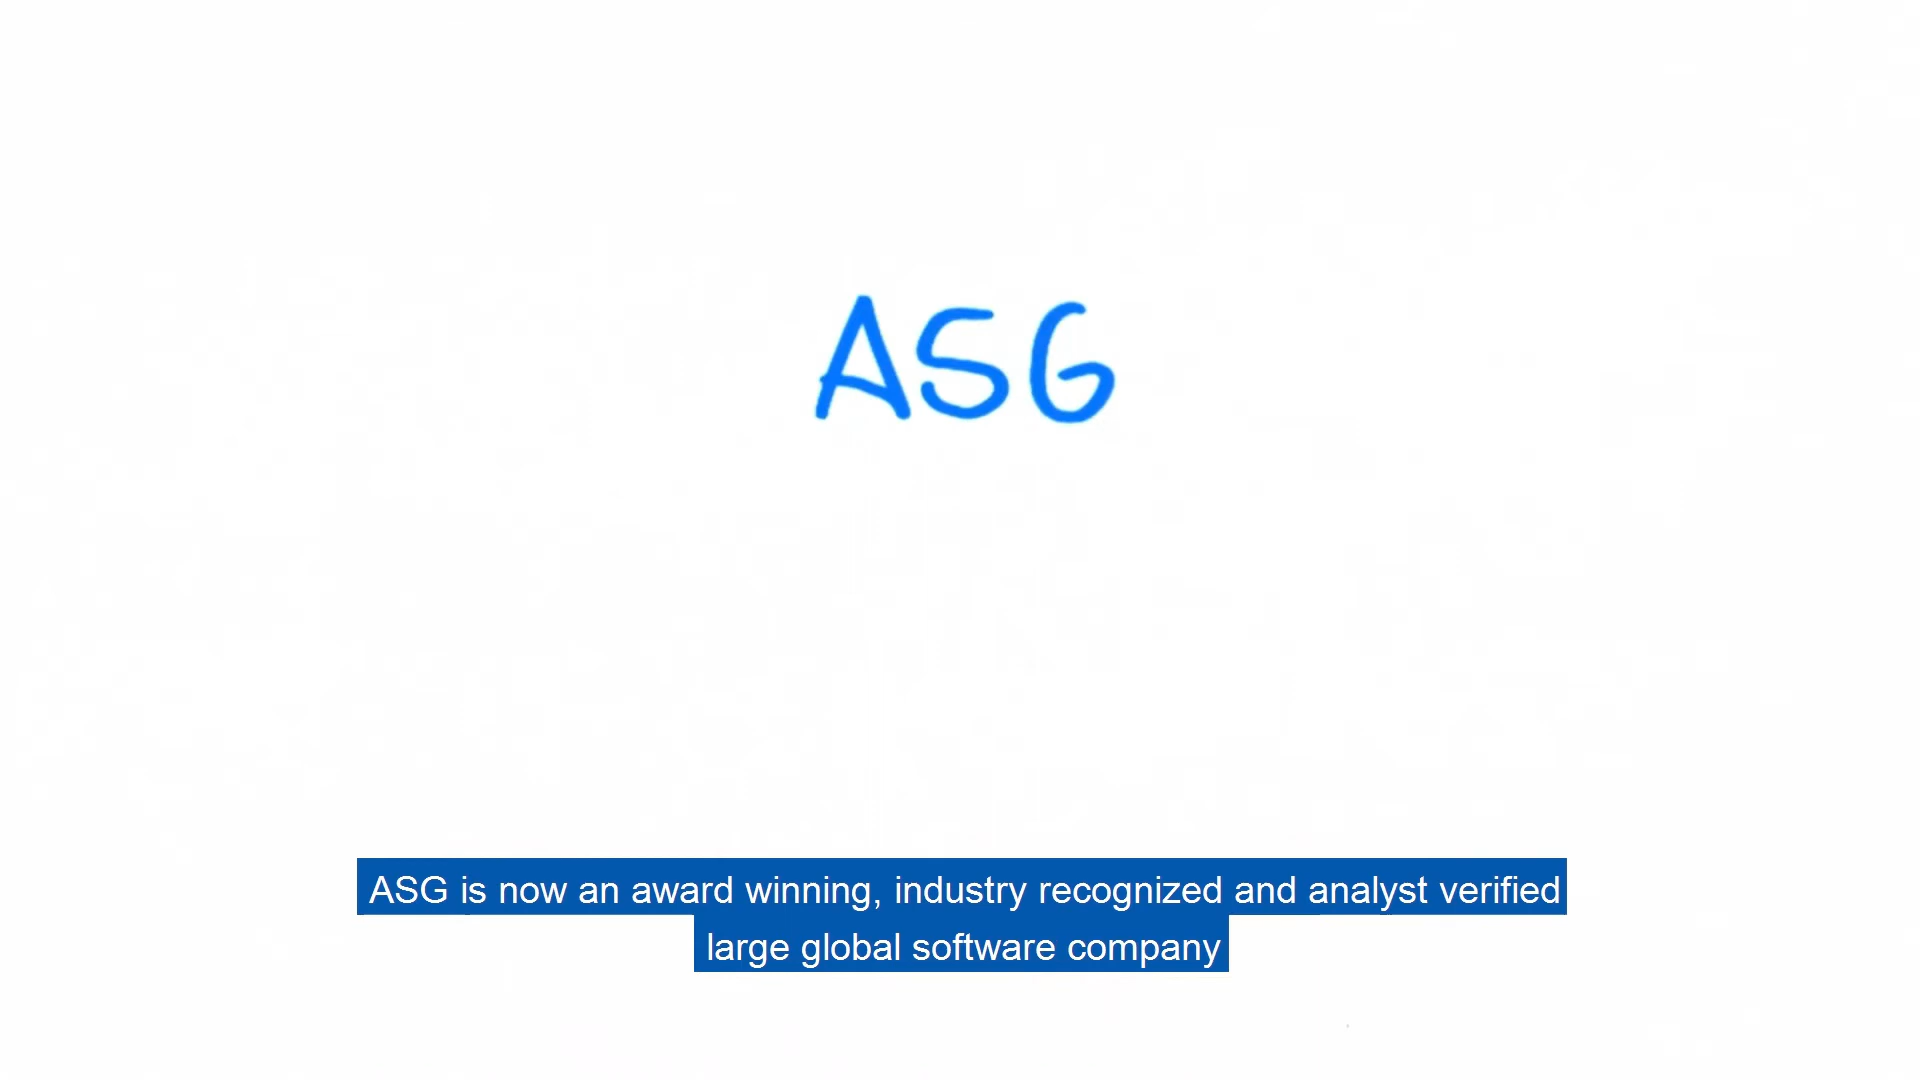 ASG
ASG is now an award winning, industry recognized and analyst verified
large global software company